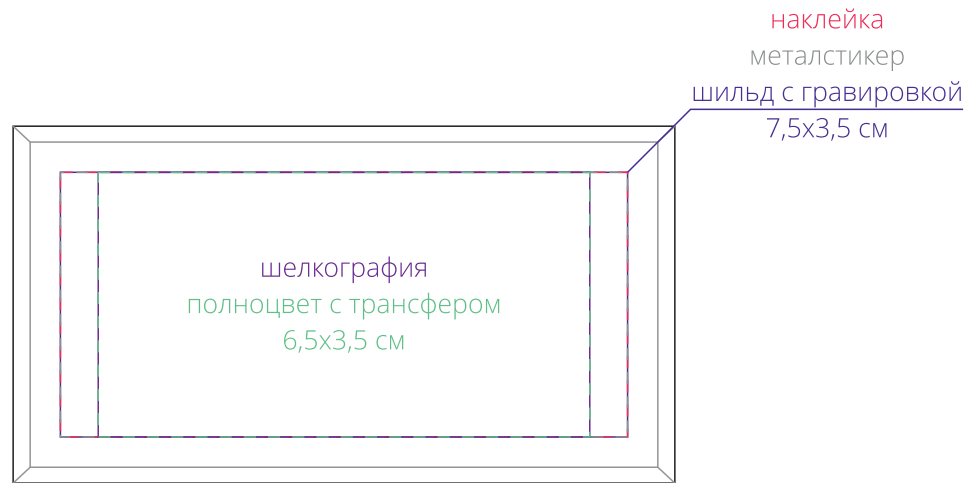 наклейка
металстикер
шильд с гравировкой
7,5х3,5 см
шелкография
полноцвет с трансфером
6,5х3,5 см